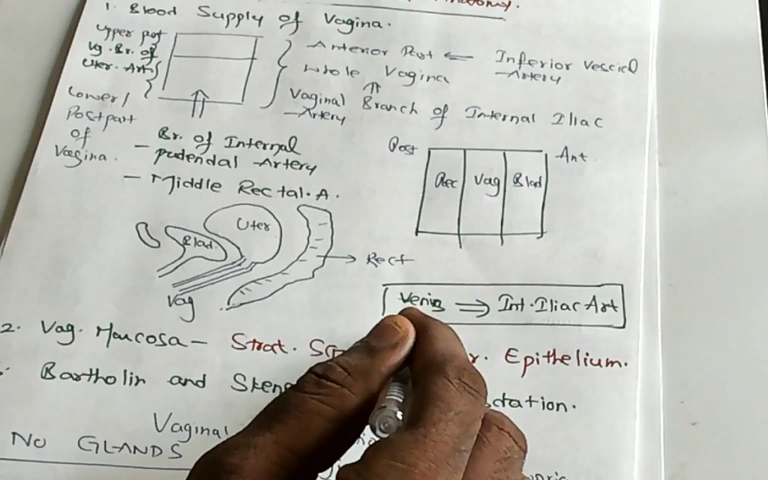 1. Blood Supply of Vagina.
Upper part
Vg. Br. of
Uter. Art
Lower/
Post part
of
Vagina.
Anterior Part ⇐ Inferior Vesical
Artery
Whole Vagina
⇑
Vaginal Branch of Internal Iliac
Artery
- Br. of Internal
pudendal Artery
- Middle Rectal. A.
Post
Ant.
Rec Vag Blad
Uter
Blad
→ Rect
Vag
Veins ⇒ Int. Iliac Art
2. Vag. Mucosa - Strat. Epithelium.
Bartholin and
Vaginal
NO GLANDS